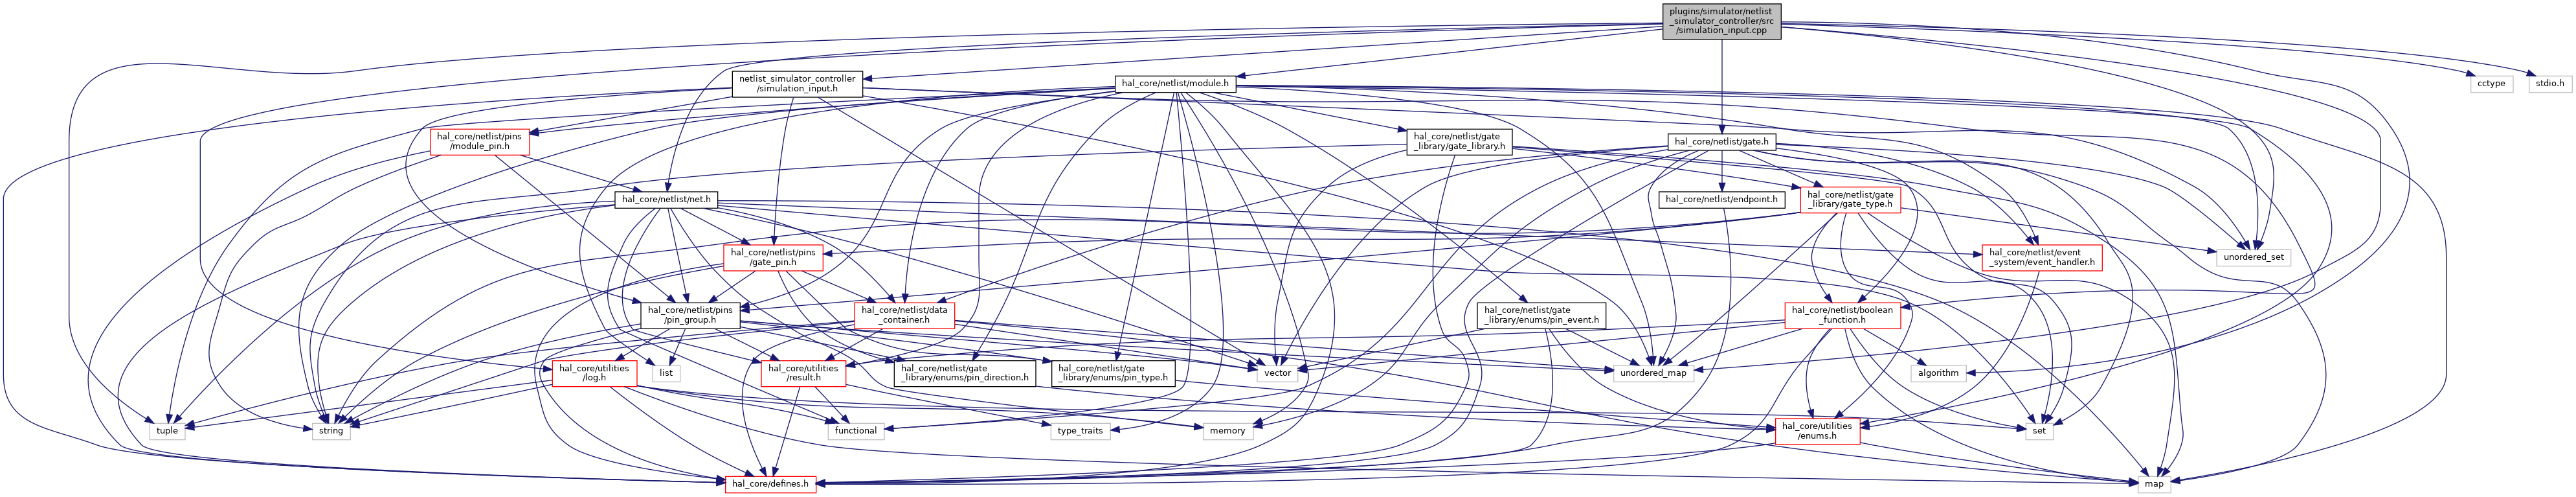 plugins/simulator/netlist
_simulator_controller/src
/simulation_input.cpp
netlist_simulator_controller
/simulation_input.h
hal_core/netlist/module.h
cctype
stdio.h
hal_core/netlist/pins
/module_pin.h
hal_core/netlist/gate
_library/gate_library.h
hal_core/netlist/gate.h
hal_core/netlist/net.h
hal_core/netlist/endpoint.h
hal_core/netlist/gate
_library/gate_type.h
hal_core/netlist/pins
/gate_pin.h
hal_core/netlist/event
_system/event_handler.h
unordered_set
hal_core/netlist/pins
/pin_group.h
hal_core/netlist/data
_container.h
hal_core/netlist/gate
_library/enums/pin_event.h
hal_core/netlist/boolean
_function.h
hal_core/utilities
/log.h
list
hal_core/utilities
/result.h
hal_core/netlist/gate
_library/enums/pin_direction.h
hal_core/netlist/gate
_library/enums/pin_type.h
vector
unordered_map
algorithm
tuple
string
functional
type_traits
memory
hal_core/utilities
/enums.h
set
hal_core/defines.h
map